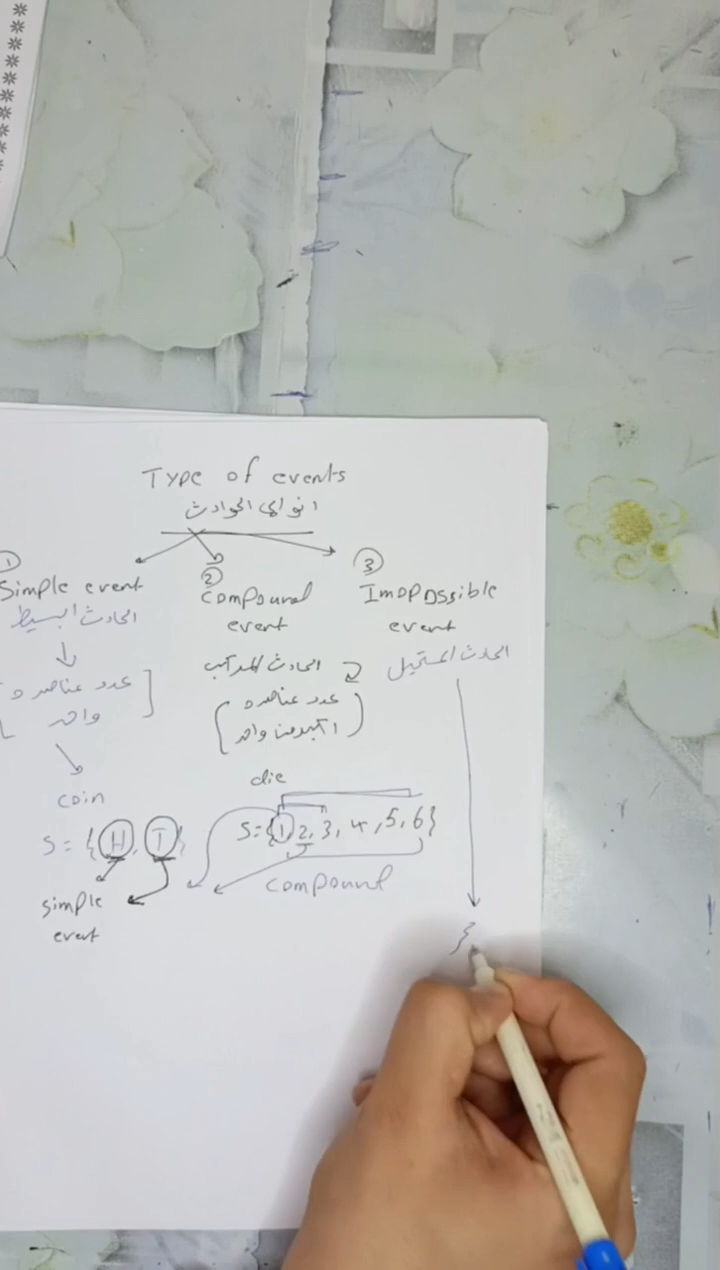 Type of events
انواع الحوادث
①
Simple event
الحادث البسيط
عدد عناصره
واحد
coin
S = {H, T}
simple
event
②
compound
event
الحادث المركب
عدد عناصره
اكبر من واحد
die
S={1,2,3,4,5,6}
compound
③
Imopossible
event
الحدث المستحيل
{